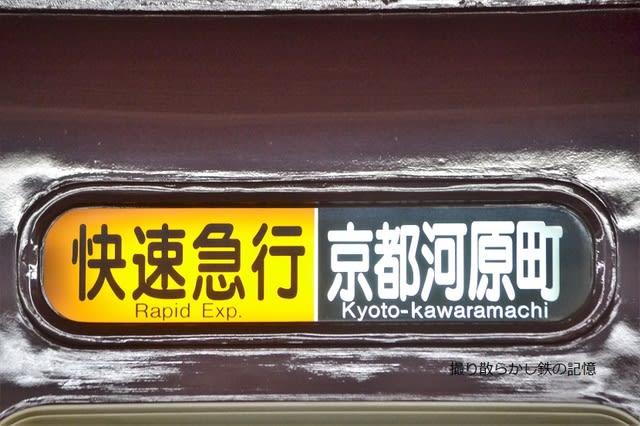 快速急行
Rapid Exp.
京都河原町
Kyoto-kawaramachi
撮り散らかし鉄の記憶